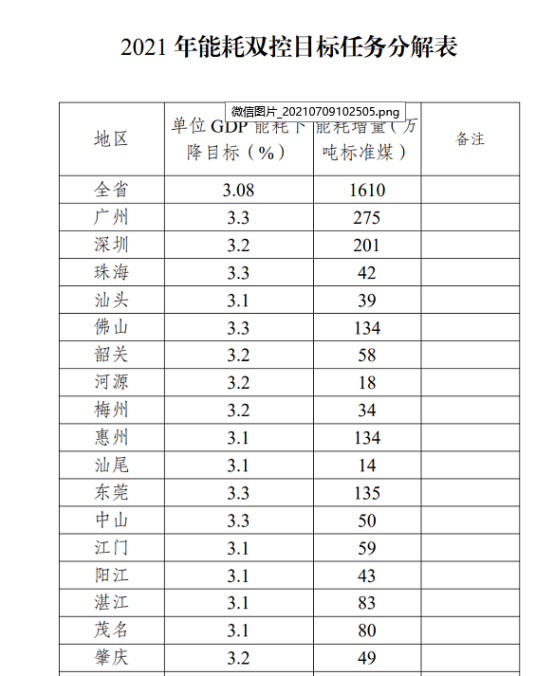 2021 年能耗双控目标任务分解表
地区 单位 GDP 能耗下 能耗增量（万 备注
降目标（%） 吨标准煤）
微信图片_20210709102505.png
全省 3.08 1610
广州 3.3 275
深圳 3.2 201
珠海 3.3 42
汕头 3.1 39
佛山 3.3 134
韶关 3.2 58
河源 3.2 18
梅州 3.2 34
惠州 3.1 134
汕尾 3.1 14
东莞 3.3 135
中山 3.3 50
江门 3.1 59
阳江 3.1 43
湛江 3.1 83
茂名 3.1 80
肇庆 3.2 49